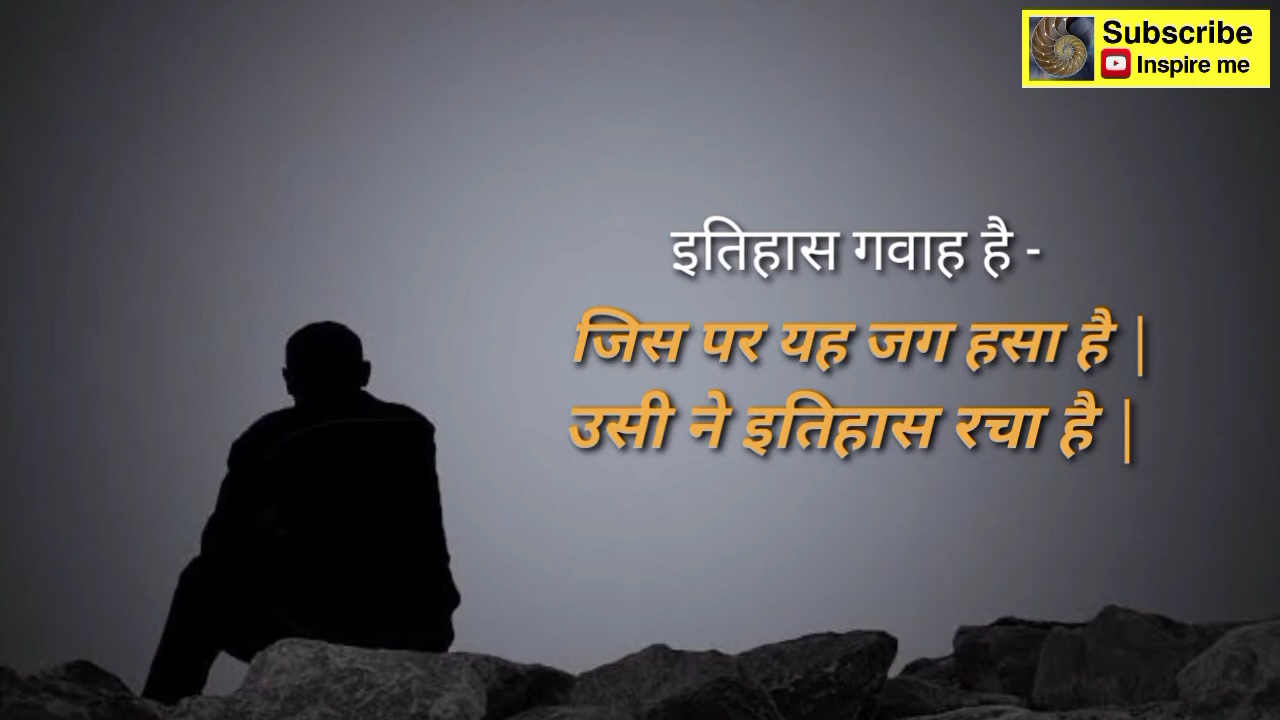 Subscribe
Inspire me
इतिहास गवाह है -
जिस पर यह जग हसा है |
उसी ने इतिहास रचा है |